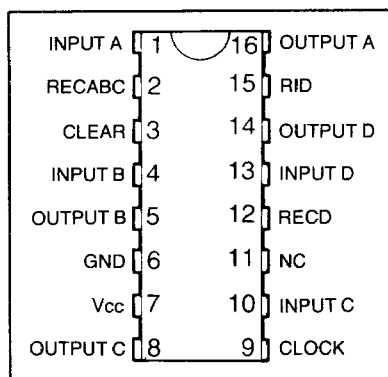 INPUT A 1 16 OUTPUT A
RECABC 2 15 RID
CLEAR 3 14 OUTPUT D
INPUT B 4 13 INPUT D
OUTPUT B 5 12 RECD
GND 6 11 NC
Vcc 7 10 INPUT C
OUTPUT C 8 9 CLOCK